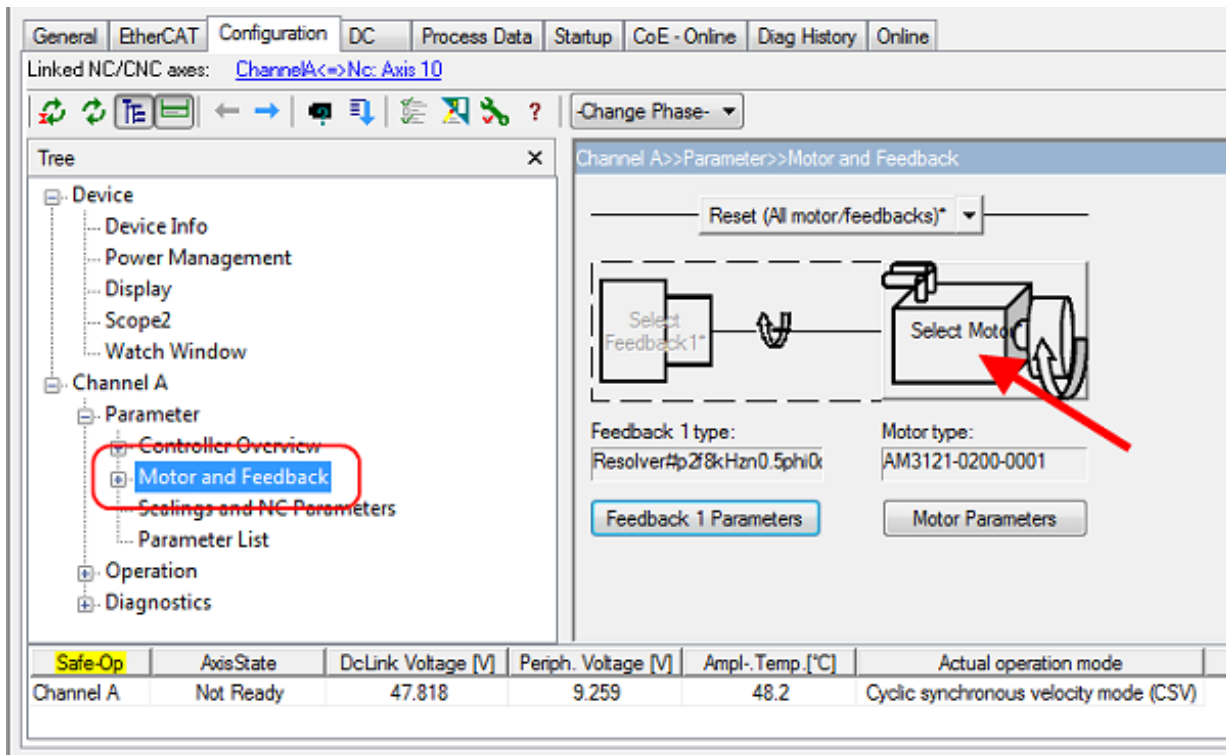 General EtherCAT Configuration DC Process Data Startup CoE - Online Diag History Online
Linked NC/CNC axes: ChannelA<=>Nc: Axis 10
? -Change Phase-
Tree x
Channel A>>Parameter>>Motor and Feedback
Device
Device Info
Power Management
Display
Scope2
Watch Window
Channel A
Parameter
Controller Overview
Motor and Feedback
Scalings and NC Parameters
Parameter List
Operation
Diagnostics
Reset (All motor/feedbacks)*
Select
Feedback1*
Select Motor
Feedback 1 type: Motor type:
Resolver#p2f8kHzn0.5phi0 AM3121-0200-0001
Feedback 1 Parameters Motor Parameters
Safe-Op AxisState DcLink Voltage [V] Periph. Voltage [V] Ampl-.Temp.[°C] Actual operation mode
Channel A Not Ready 47.818 9.259 48.2 Cyclic synchronous velocity mode (CSV)